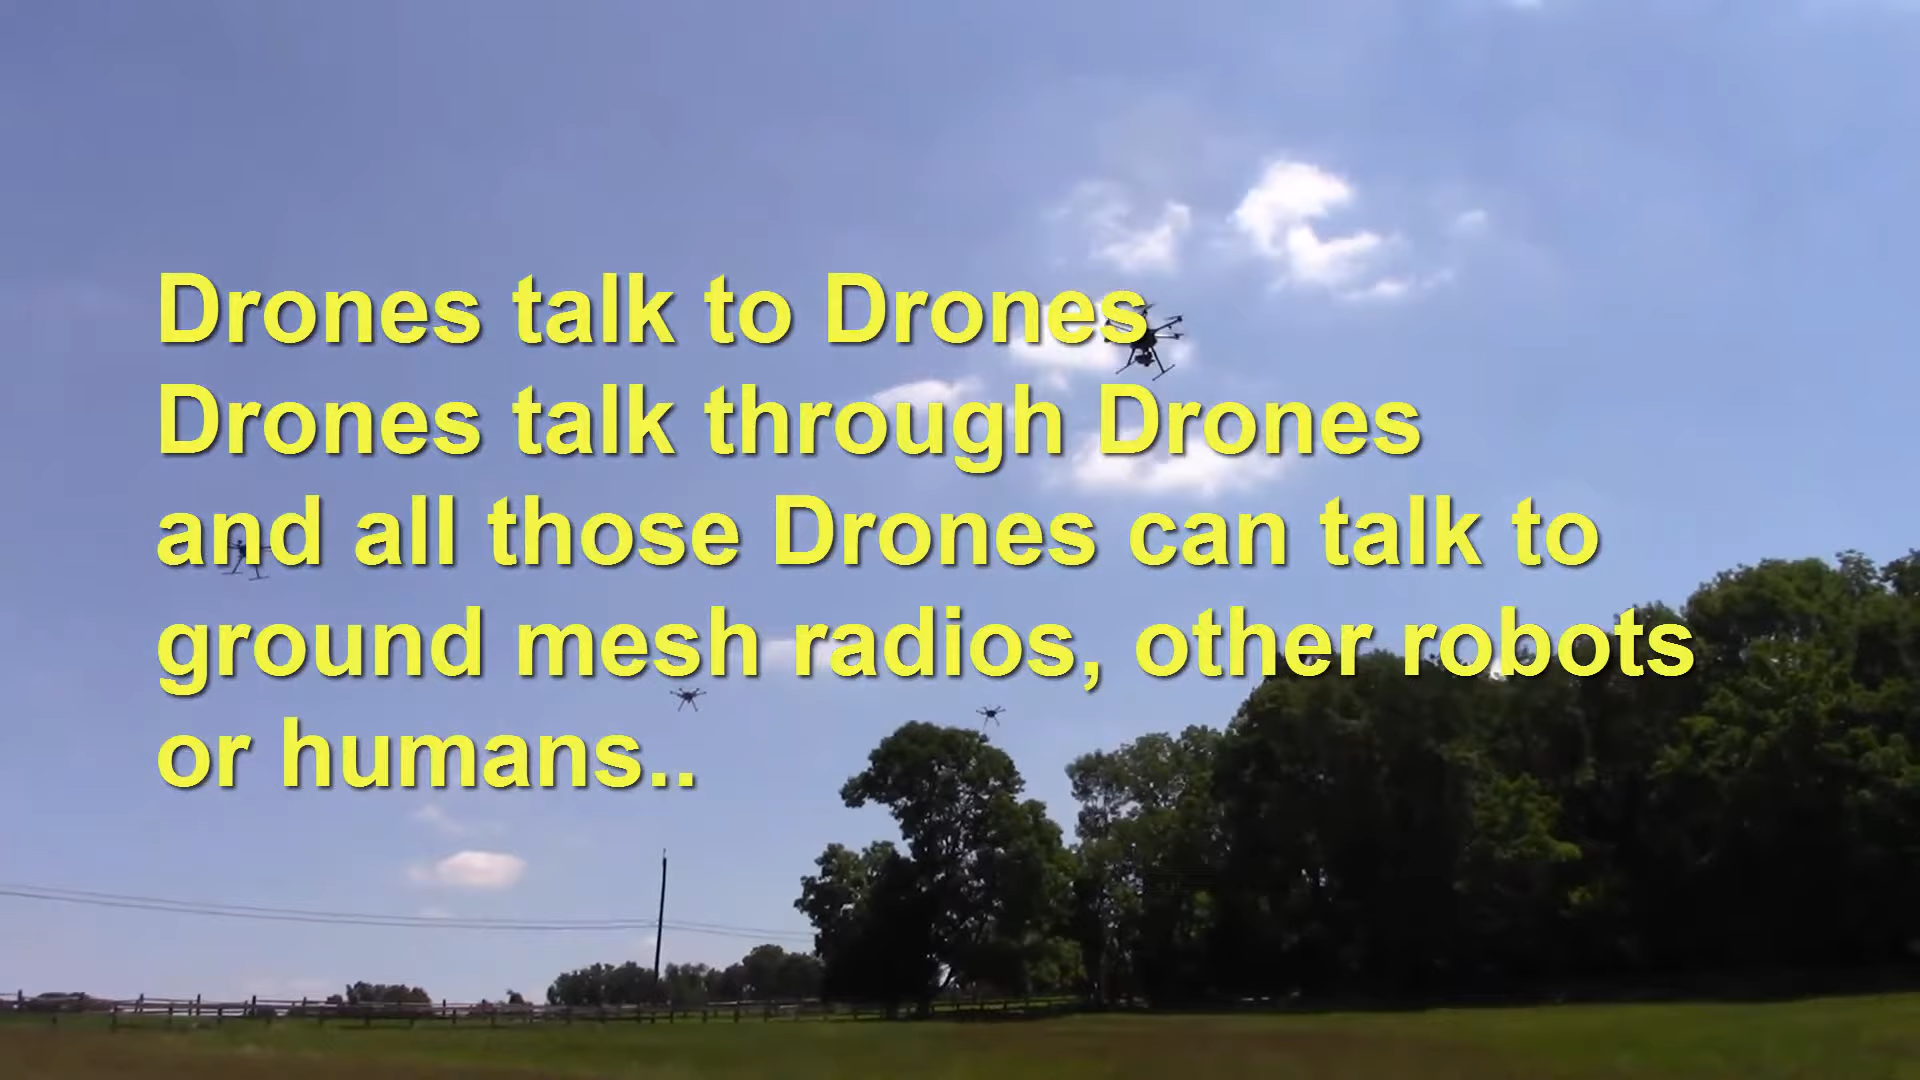 Drones talk to Drones
Drones talk through Drones
and all those Drones can talk to
ground mesh radios, other robots
or humans..